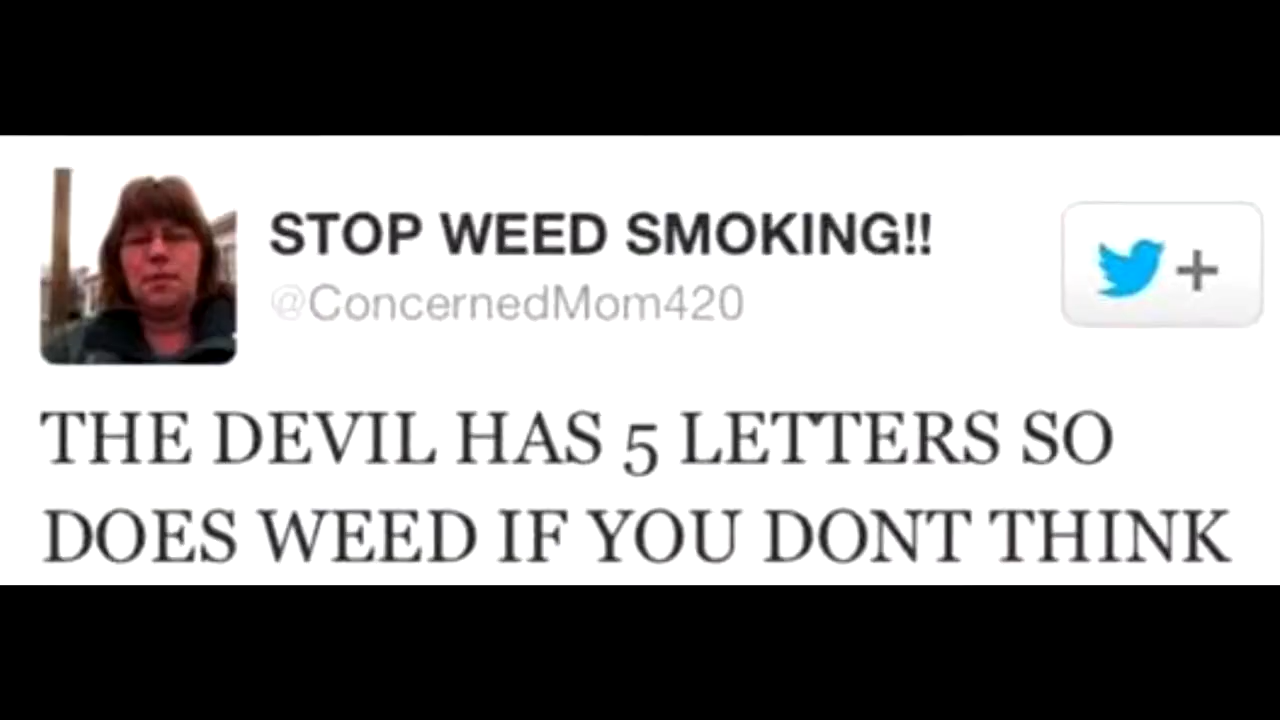 STOP WEED SMOKING!!
@ConcernedMom420
+
THE DEVIL HAS 5 LETTERS SO
DOES WEED IF YOU DONT THINK